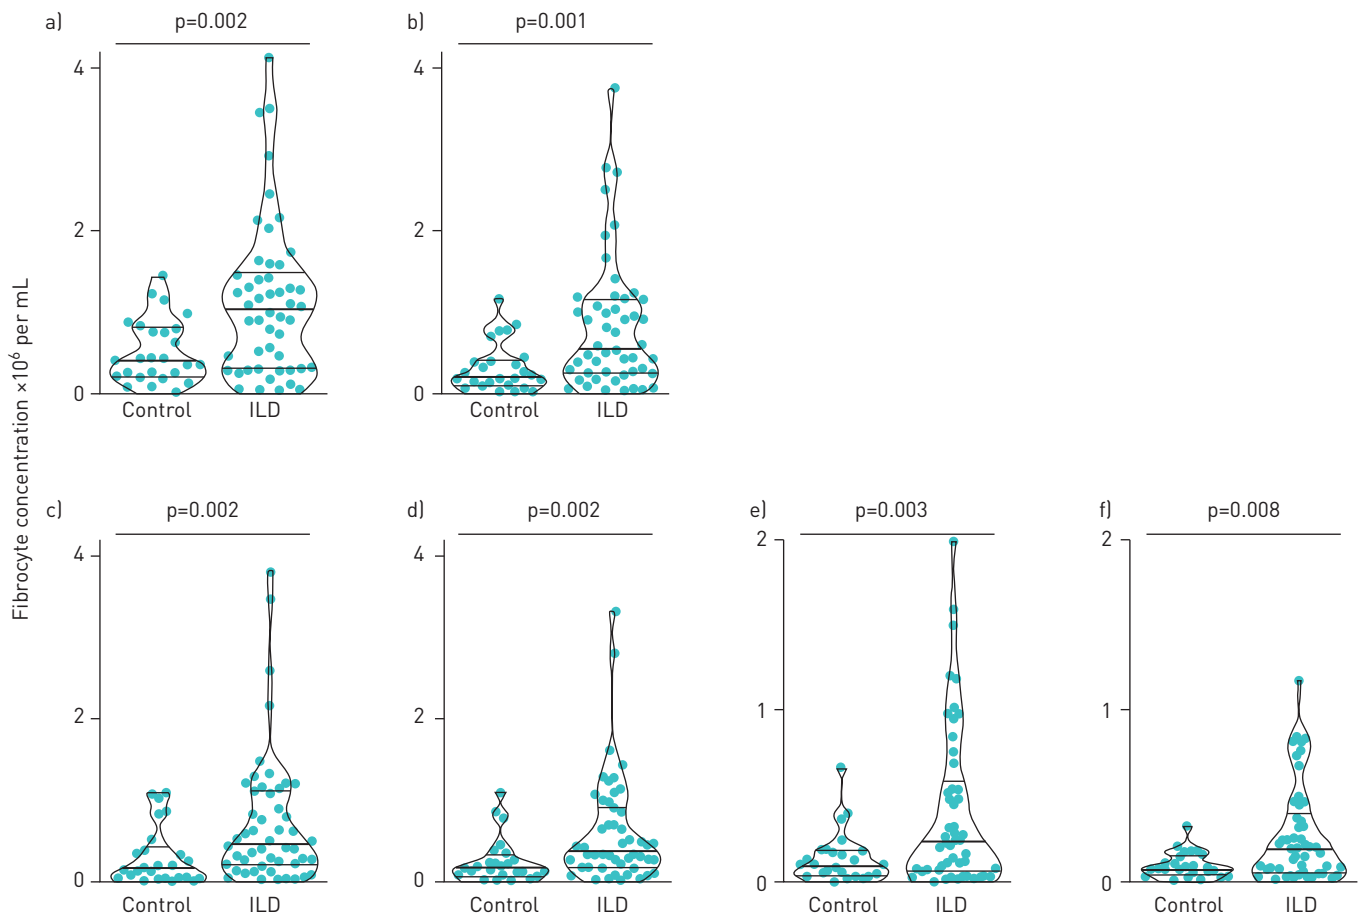 a)
p=0.002
b)
p=0.001
4
2
0
Control
ILD
4
2
0
Control
ILD
Fibrocyte concentration ×10⁶ per mL
c)
p=0.002
d)
p=0.002
e)
p=0.003
f)
p=0.008
4
2
0
Control
ILD
4
2
0
Control
ILD
2
1
0
Control
ILD
2
1
0
Control
ILD